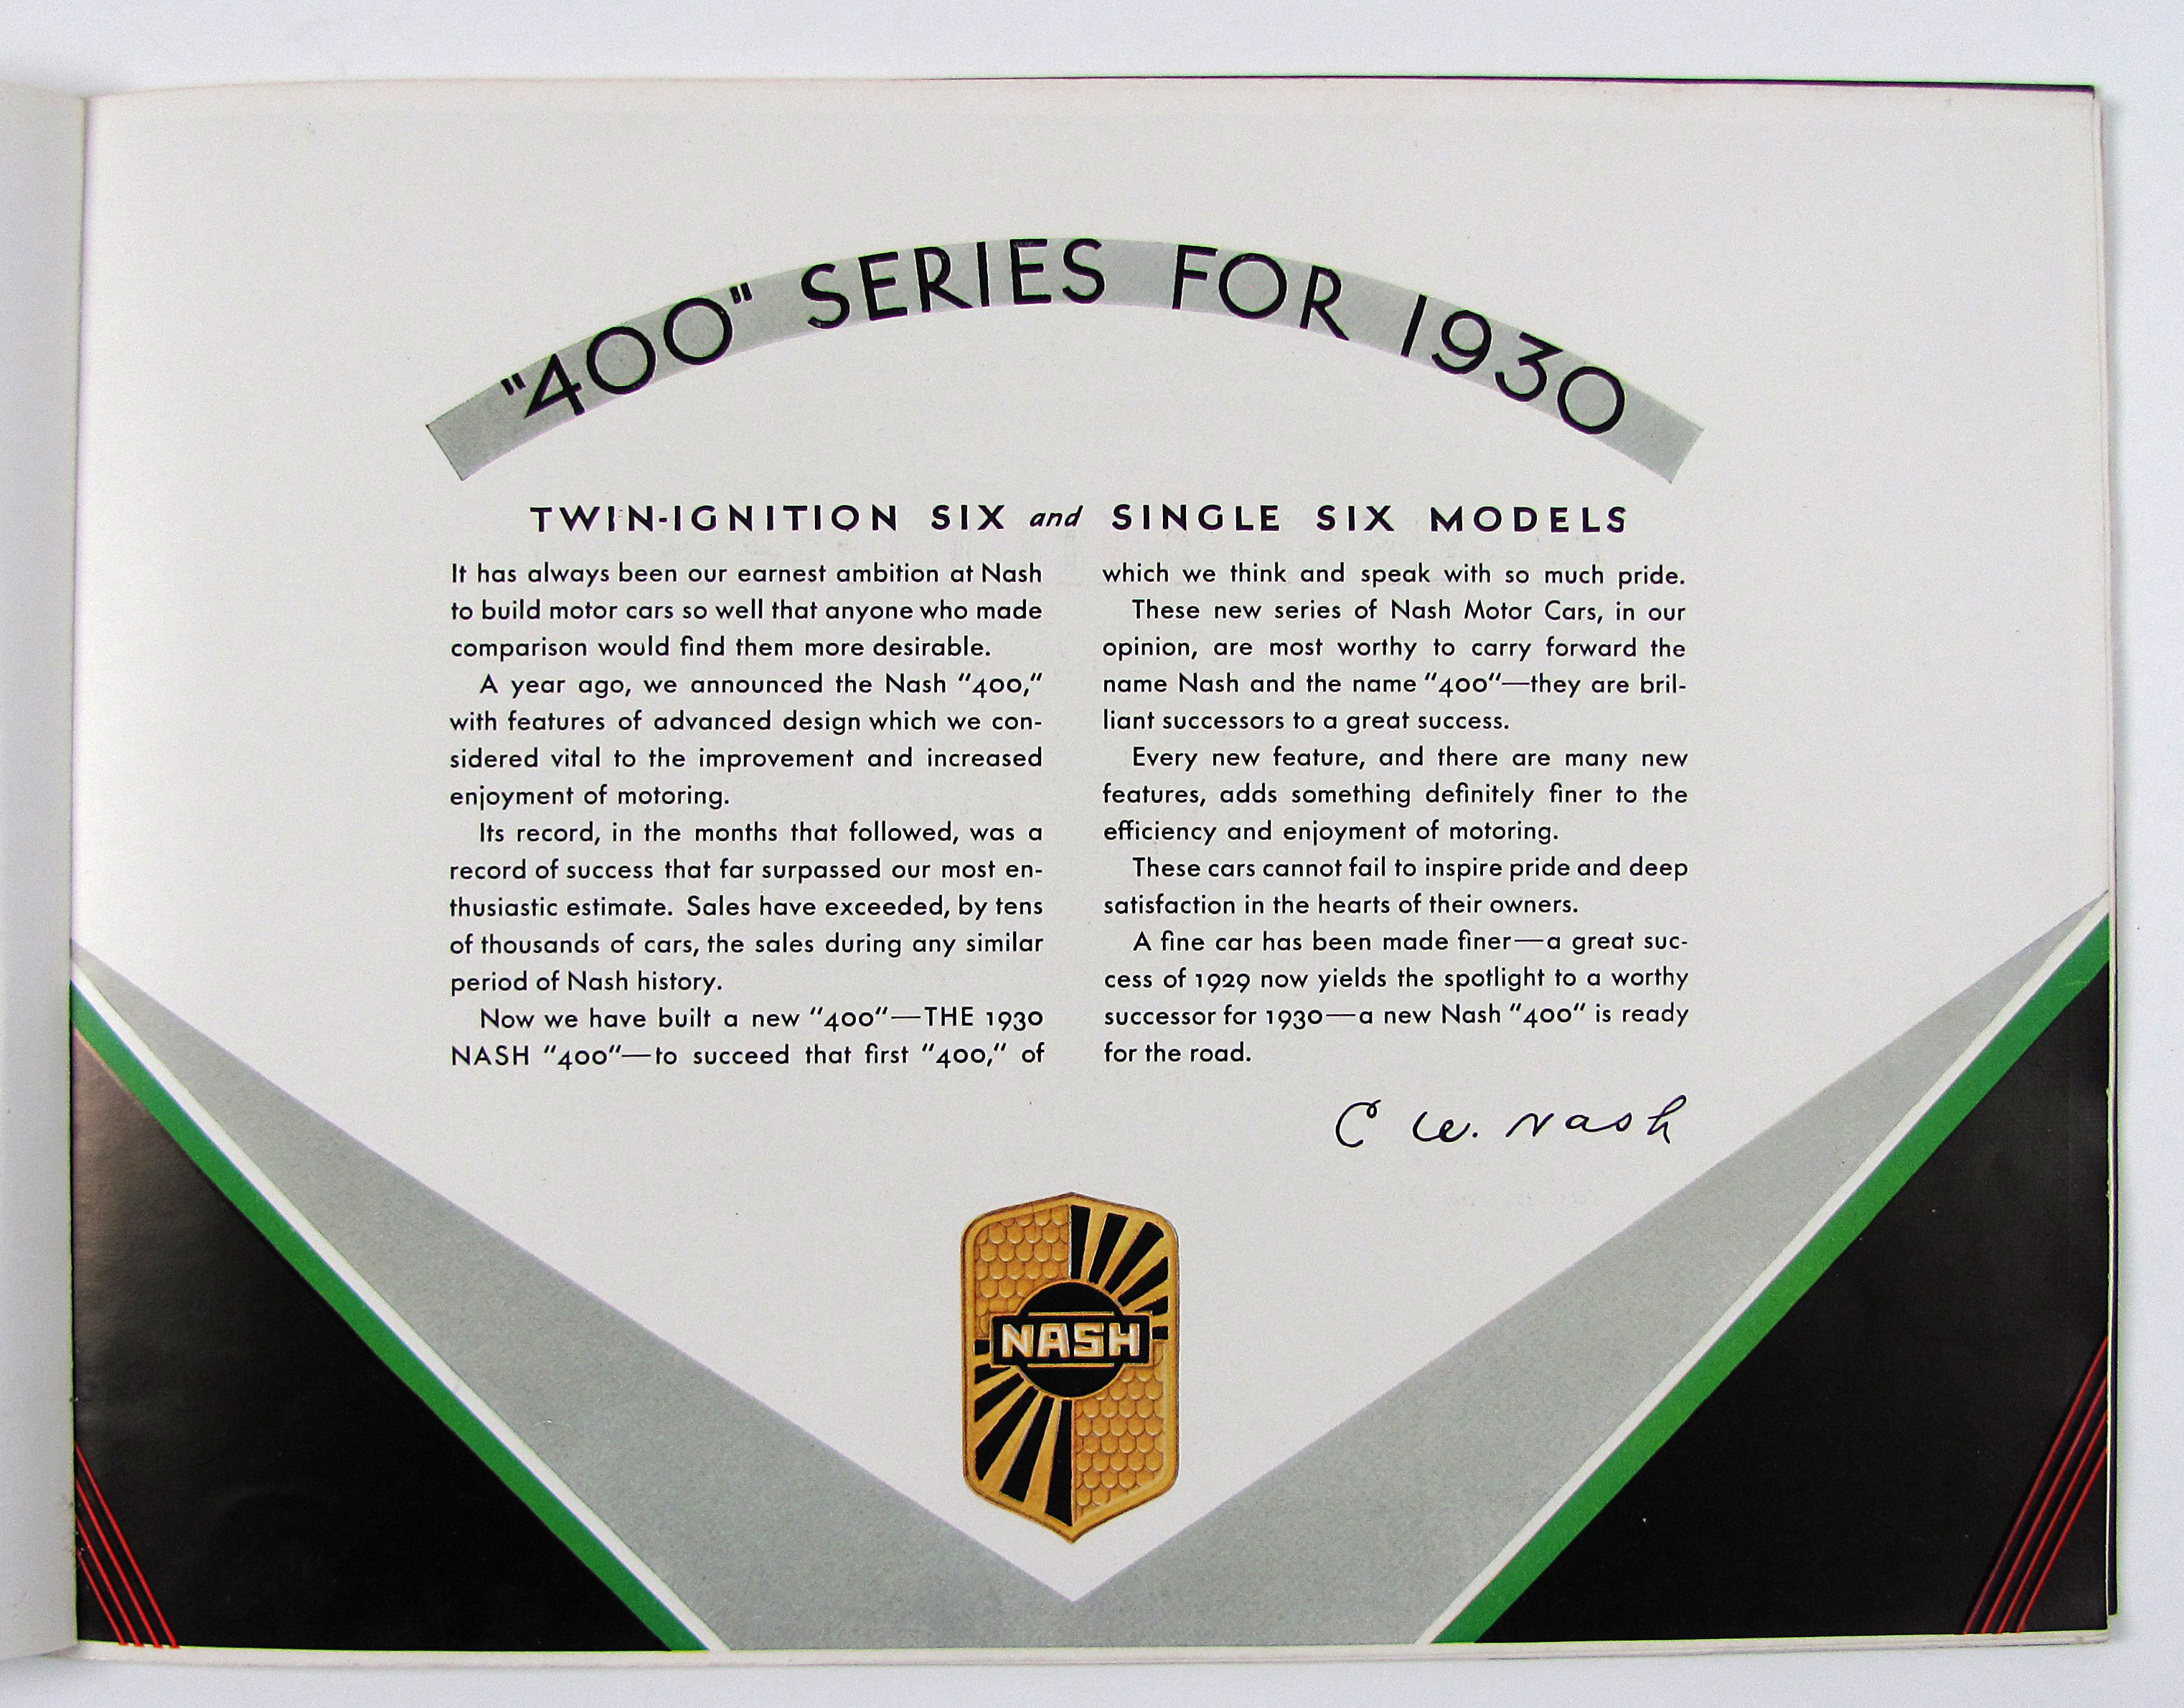 "400" SERIES FOR 1930
TWIN-IGNITION SIX and SINGLE SIX MODELS
It has always been our earnest ambition at Nash
to build motor cars so well that anyone who made
comparison would find them more desirable.
A year ago, we announced the Nash "400,"
with features of advanced design which we con-
sidered vital to the improvement and increased
enjoyment of motoring.
Its record, in the months that followed, was a
record of success that far surpassed our most en-
thusiastic estimate. Sales have exceeded, by tens
of thousands of cars, the sales during any similar
period of Nash history.
Now we have built a new "400"—THE 1930
NASH "400"—to succeed that first "400," of
which we think and speak with so much pride.
These new series of Nash Motor Cars, in our
opinion, are most worthy to carry forward the
name Nash and the name "400"—they are bril-
liant successors to a great success.
Every new feature, and there are many new
features, adds something definitely finer to the
efficiency and enjoyment of motoring.
These cars cannot fail to inspire pride and deep
satisfaction in the hearts of their owners.
A fine car has been made finer—a great suc-
cess of 1929 now yields the spotlight to a worthy
successor for 1930—a new Nash "400" is ready
for the road.
C W. Nash
NASH